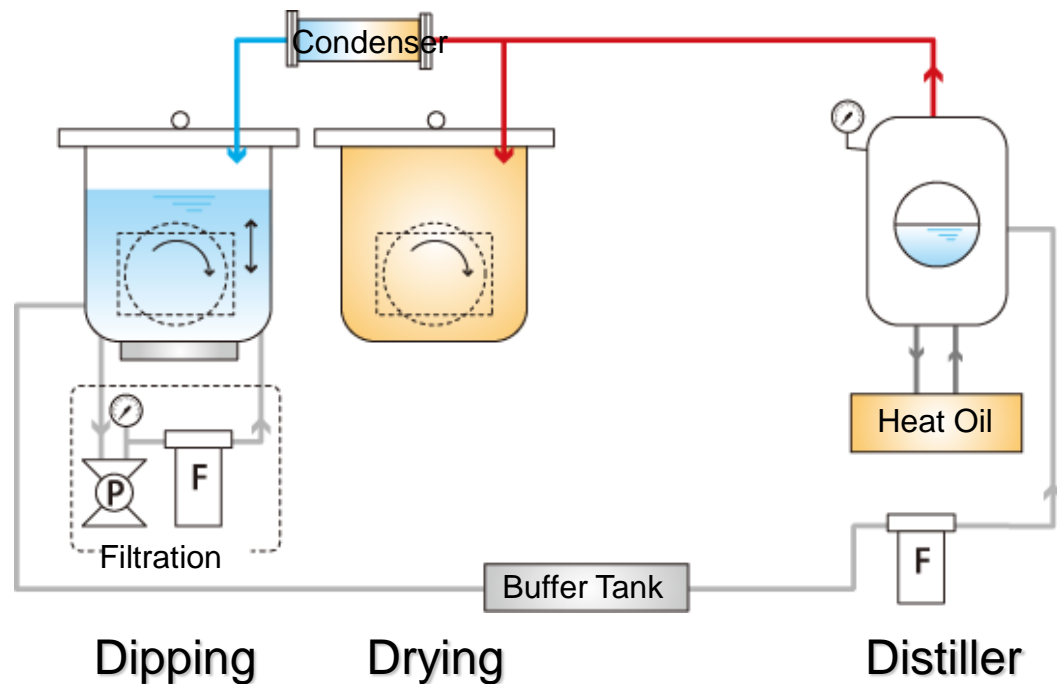 Condenser
Heat Oil
P
F
Filtration
F
Buffer Tank
Dipping
Drying
Distiller